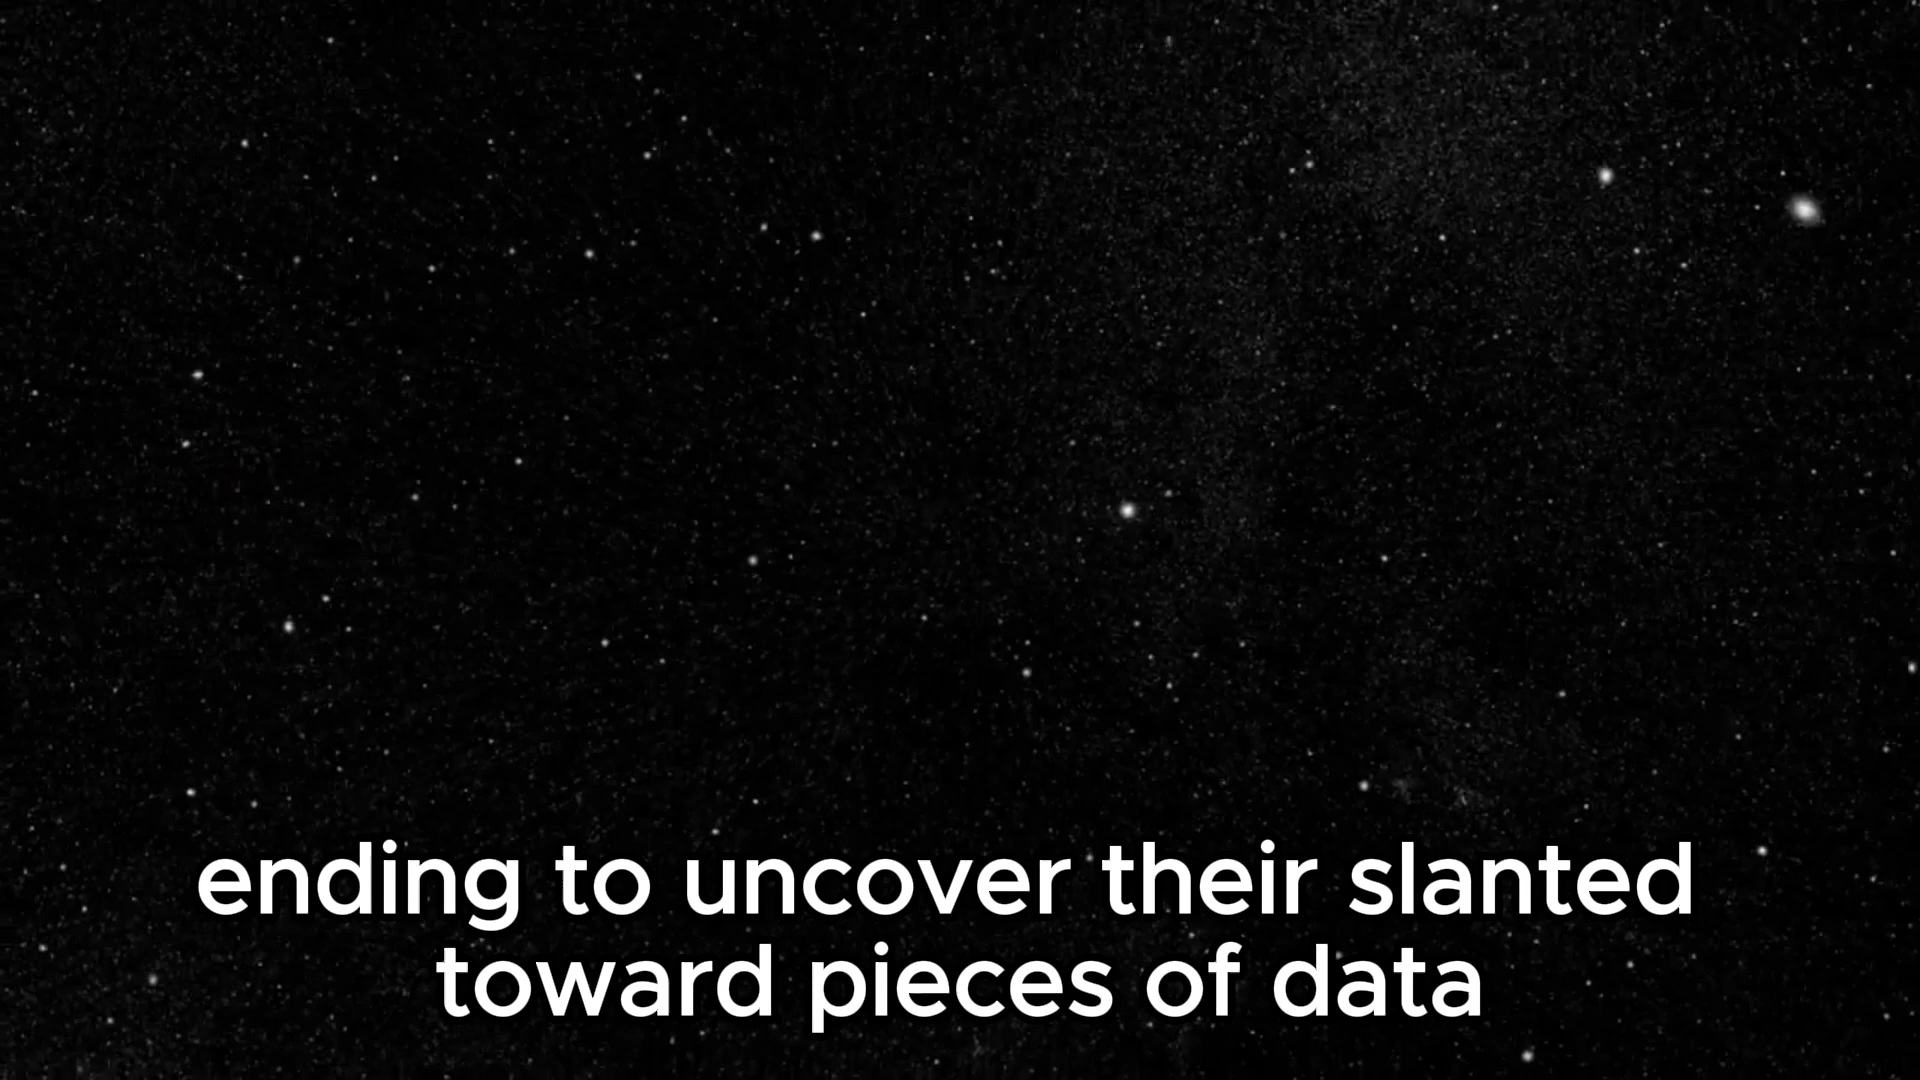 ending to uncover their slanted
toward pieces of data